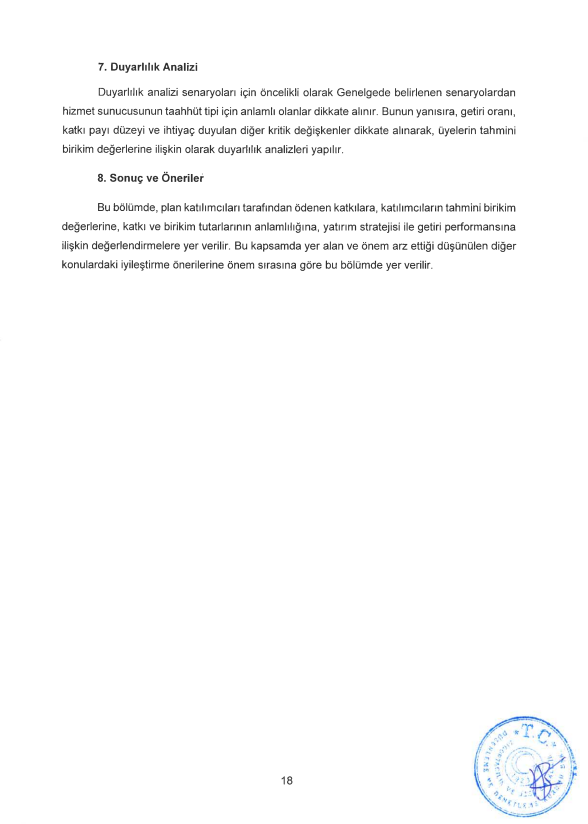 7. Duyarlılık Analizi
Duyarlılık analizi senaryoları için öncelikli olarak Genelgede belirlenen senaryolardan
hizmet sunucusunun taahhüt tipi için anlamlı olanlar dikkate alınır. Bunun yanısıra, getiri oranı,
katkı payı düzeyi ve ihtiyaç duyulan diğer kritik değişkenler dikkate alınarak, üyelerin tahmini
birikim değerlerine ilişkin olarak duyarlılık analizleri yapılır.
8. Sonuç ve Öneriler
Bu bölümde, plan katılımcıları tarafından ödenen katkılara, katılımcıların tahmini birikim
değerlerine, katkı ve birikim tutarlarının anlamlılığına, yatırım stratejisi ile getiri performansına
ilişkin değerlendirmelere yer verilir. Bu kapsamda yer alan ve önem arz ettiği düşünülen diğer
konulardaki iyileştirme önerilerine önem sırasına göre bu bölümde yer verilir.
T.C.
18